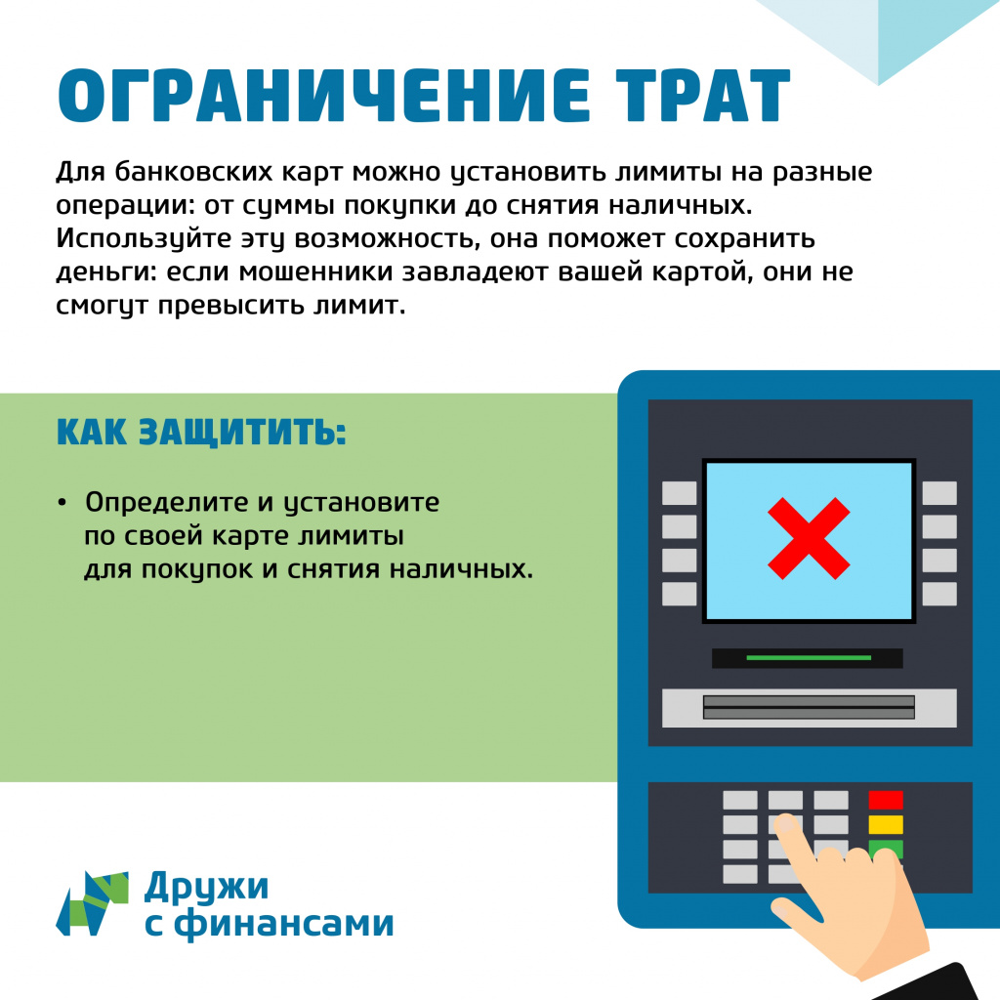 ОГРАНИЧЕНИЕ ТРАТ
Для банковских карт можно установить лимиты на разные
операции: от суммы покупки до снятия наличных.
Используйте эту возможность, она поможет сохранить
деньги: если мошенники завладеют вашей картой, они не
смогут превысить лимит.
КАК ЗАЩИТИТЬ:
• Определите и установите
по своей карте лимиты
для покупок и снятия наличных.
Дружи
с финансами